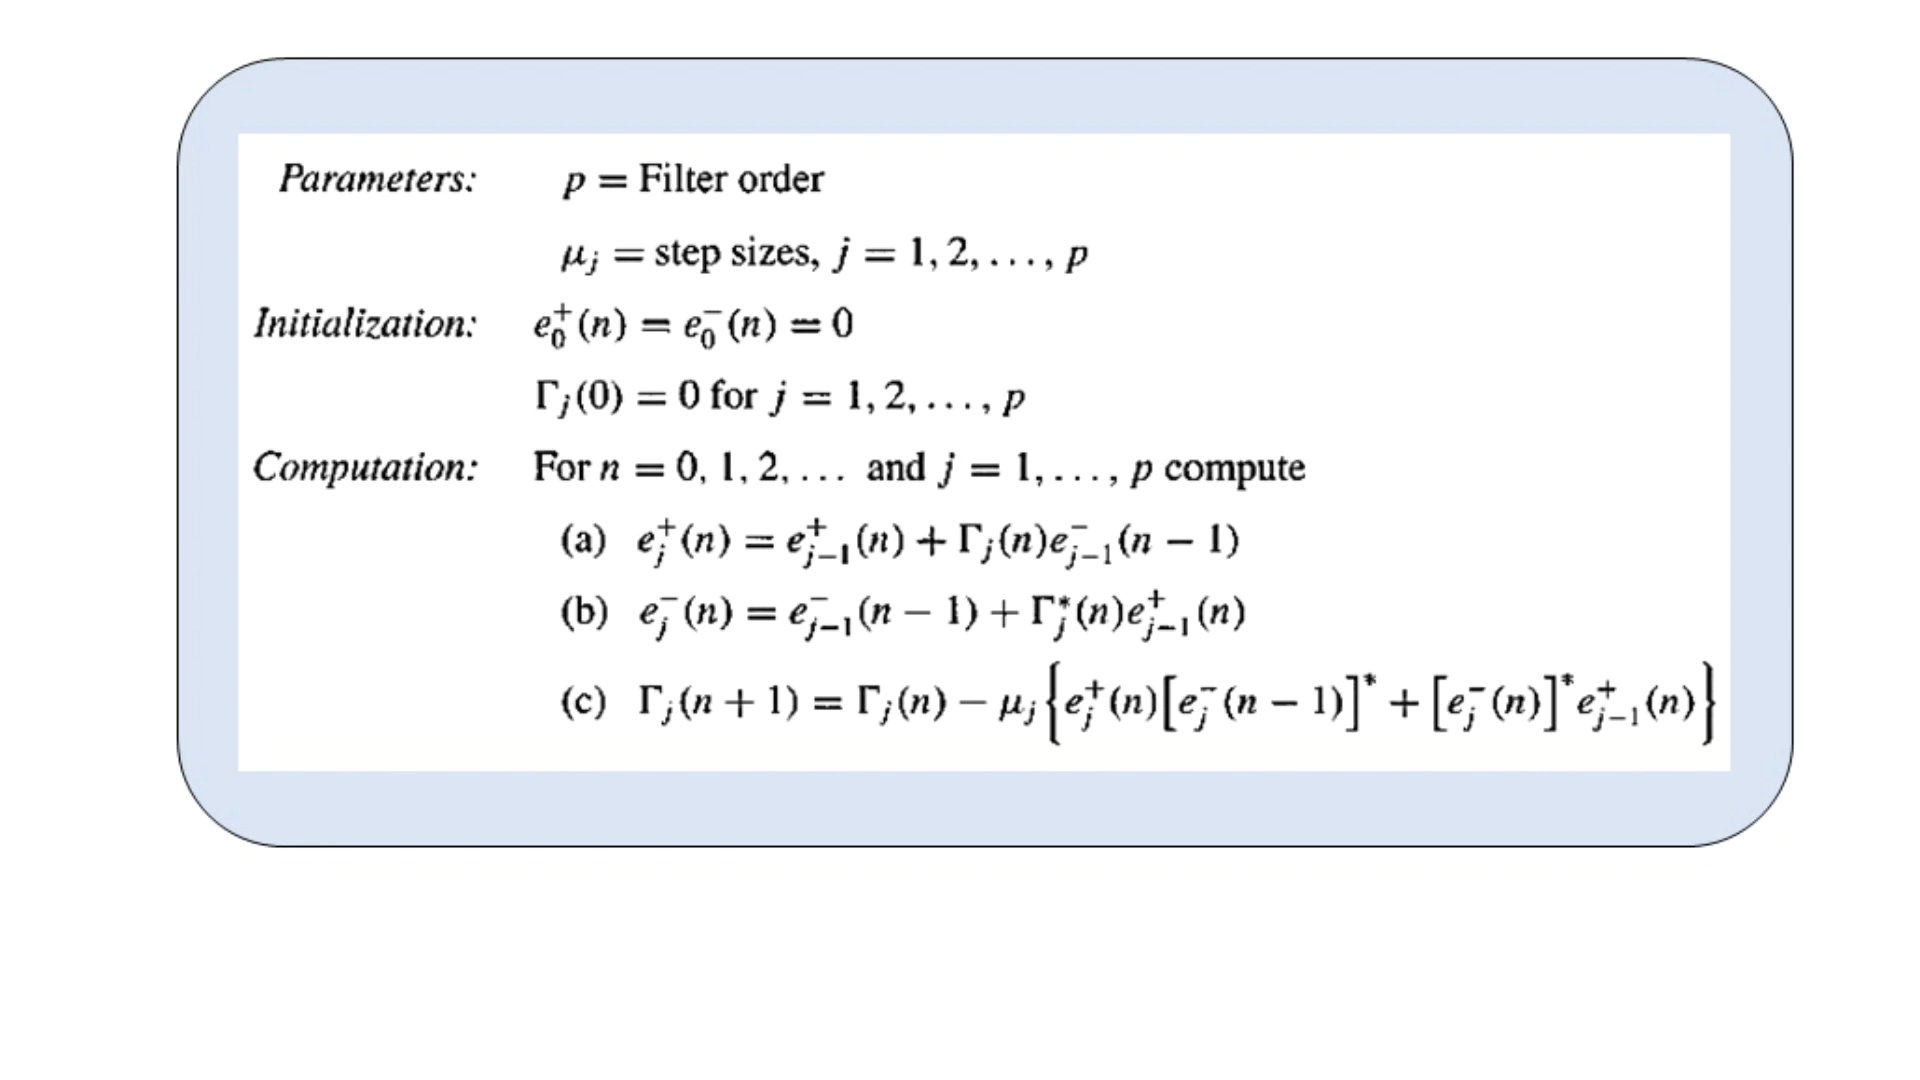 Parameters: p = Filter order
μ_j = step sizes, j = 1, 2, . . . , p
Initialization: e_0^+(n) = e_0^-(n) = 0
Γ_j(0) = 0 for j = 1, 2, . . . , p
Computation: For n = 0, 1, 2, . . . and j = 1, . . . , p compute
(a) e_j^+(n) = e_{j-1}^+(n) + Γ_j(n)e_{j-1}^-(n − 1)
(b) e_j^-(n) = e_{j-1}^-(n − 1) + Γ_j^*(n)e_{j-1}^+(n)
(c) Γ_j(n + 1) = Γ_j(n) − μ_j{e_j^+(n)[e_j^-(n − 1)]^* + [e_j^-(n)]^*e_{j-1}^+(n)}